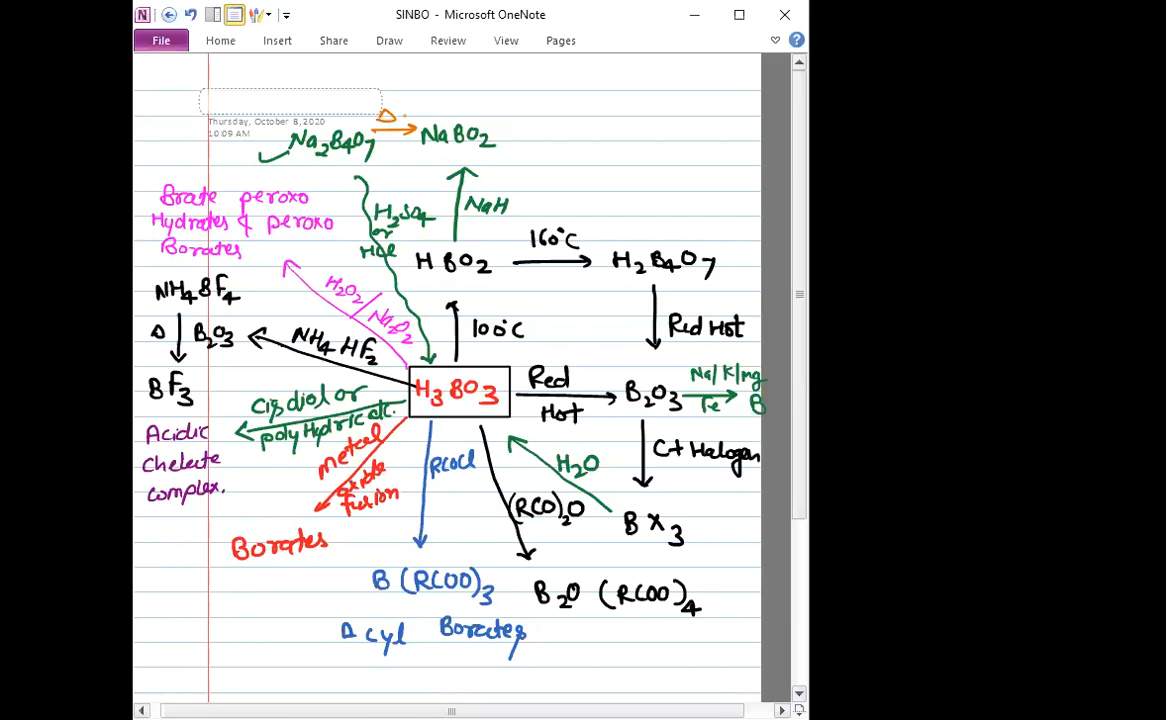 SINBO - Microsoft OneNote
File Home Insert Share Draw Review View Pages
Thursday, October 8, 2020
10:09 AM
Na2B4O7 Δ NaBO2
Brate peroxo
Hydrates & peroxo
Borates
H2SO4
or
HCl
NaH
HBO2 160°C H2B4O7
NH4BF4
Δ B2O3
BF3
NH4HF2
H2O2/Na2O2
100°C
Red Hot
H3BO3
Red
Hot
B2O3
Na/K/mg
Fe
B
Cis diol or
poly Hydric alc.
Acidic
Chelate
complex.
metal
oxide
fusion
Borates
RCOCl
(RCO)2O
H2O
C+ Halogen
BX3
B(RCOO)3
Acyl Borates
B2O (RCOO)4